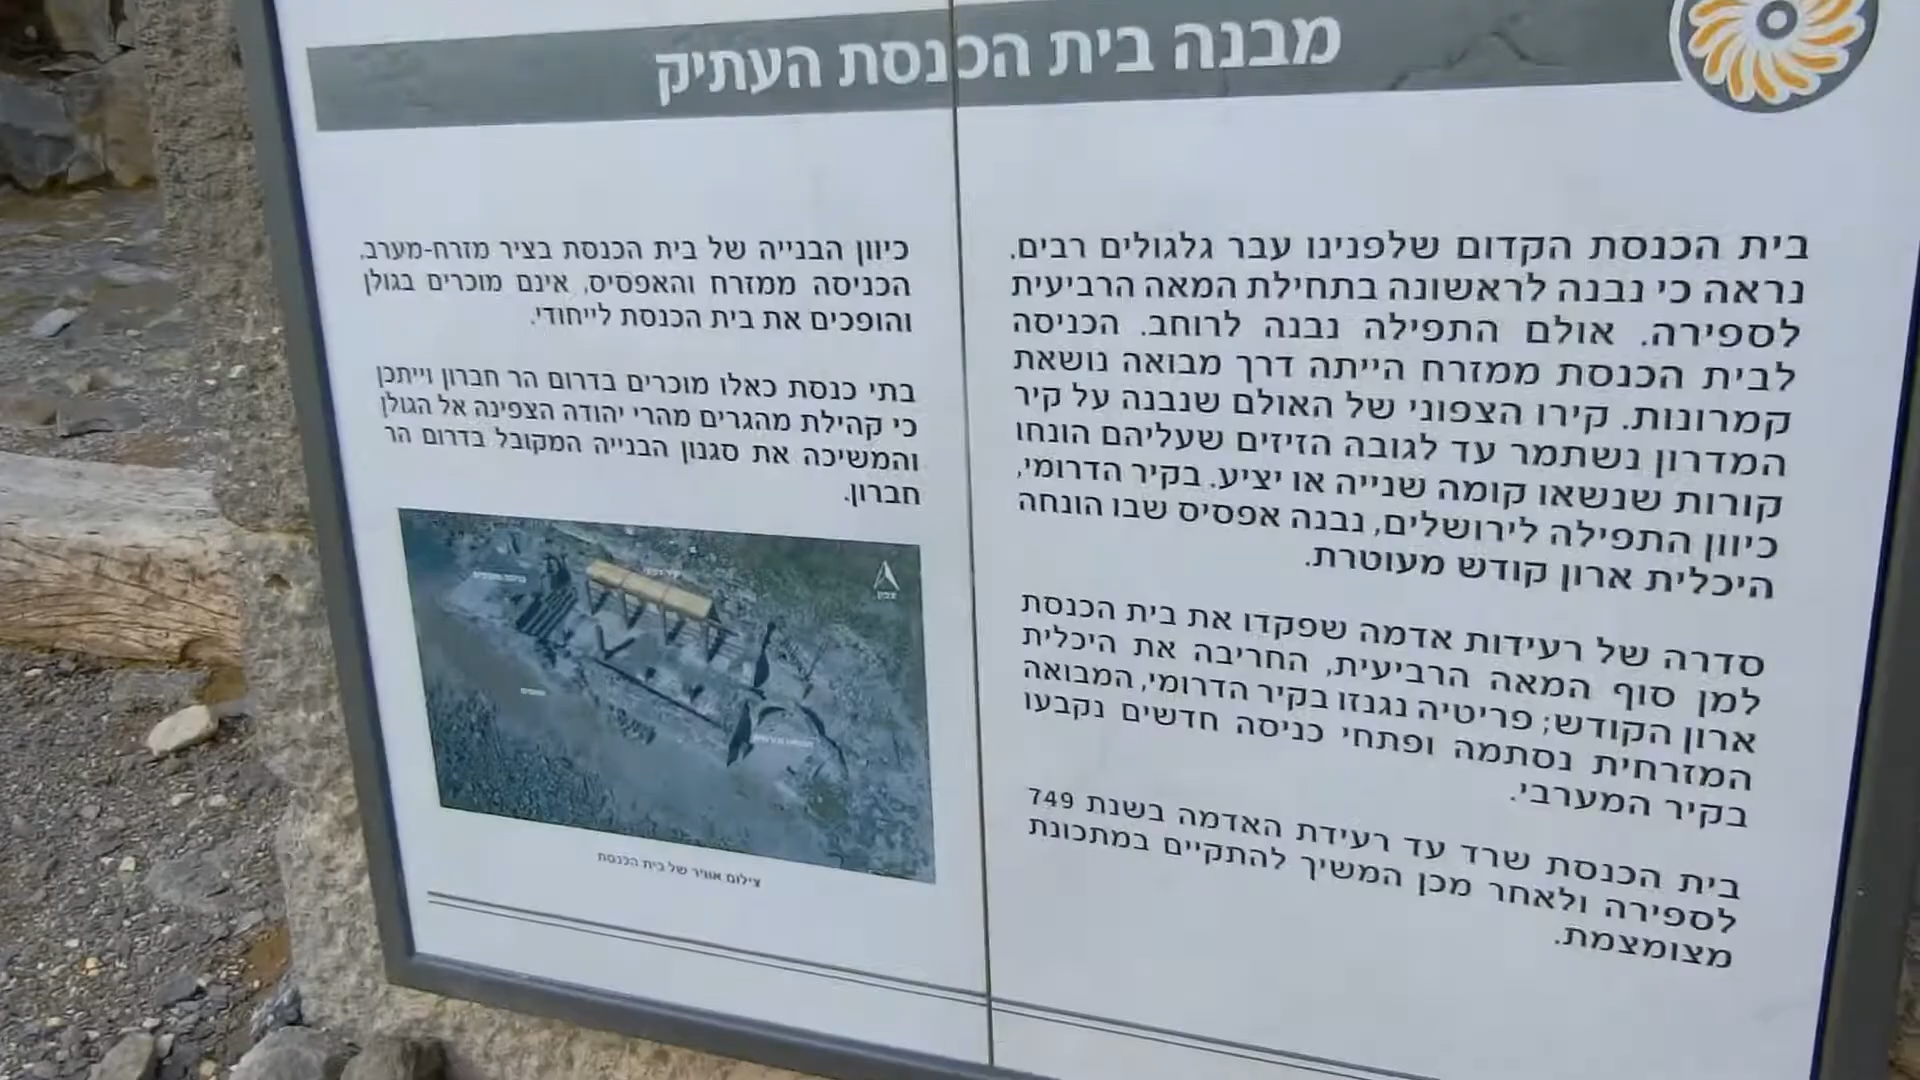 מבנה בית הכנסת העתיק
בית הכנסת הקדום שלפנינו עבר גלגולים רבים.
נראה כי נבנה לראשונה בתחילת המאה הרביעית
לספירה. אולם התפילה נבנה לרוחב. הכניסה
לבית הכנסת ממזרח הייתה דרך מבואה נושאת
קמרונות. קירו הצפוני של האולם שנבנה על קיר
המדרון נשתמר עד לגובה הזיזים שעליהם הונחו
קורות שנשאו קומה שנייה או יציע. בקיר הדרומי,
כיוון התפילה לירושלים, נבנה אפסיס שבו הונחה
היכלית ארון קודש מעוטרת.
סדרה של רעידות אדמה שפקדו את בית הכנסת
למן סוף המאה הרביעית, החריבה את היכלית
ארון הקודש; פריטיה נגנזו בקיר הדרומי, המבואה
המזרחית נסתמה ופתחי כניסה חדשים נקבעו
בקיר המערבי.
בית הכנסת שרד עד רעידת האדמה בשנת 749
לספירה ולאחר מכן המשיך להתקיים במתכונת
מצומצמת.
כיוון הבנייה של בית הכנסת בציר מזרח-מערב,
הכניסה ממזרח והאפסיס, אינם מוכרים בגולן
והופכים את בית הכנסת לייחודי.
בתי כנסת כאלו מוכרים בדרום הר חברון וייתכן
כי קהילת מהגרים מהרי יהודה הצפינה אל הגולן
והמשיכה את סגנון הבנייה המקובל בדרום הר
חברון.
צפון
צילום אוויר של בית הכנסת